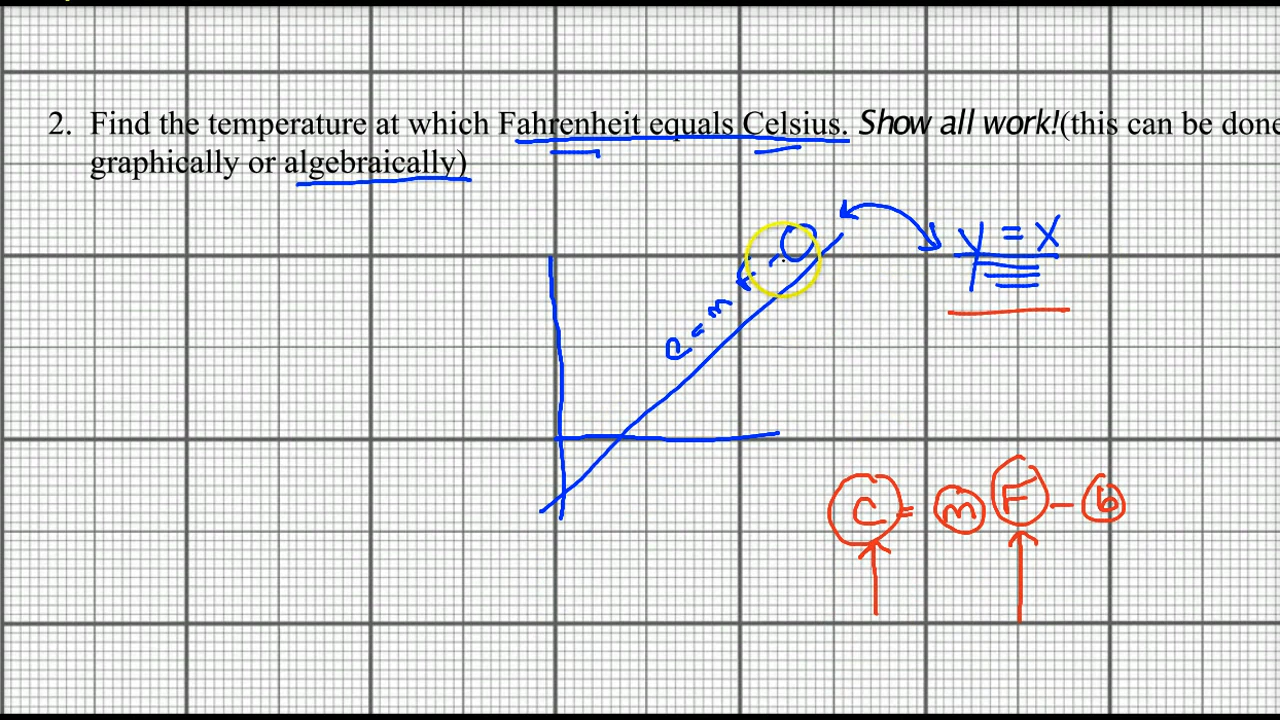 2. Find the temperature at which Fahrenheit equals Celsius. Show all work!(this can be done
graphically or algebraically)
y = x
C = m F - b